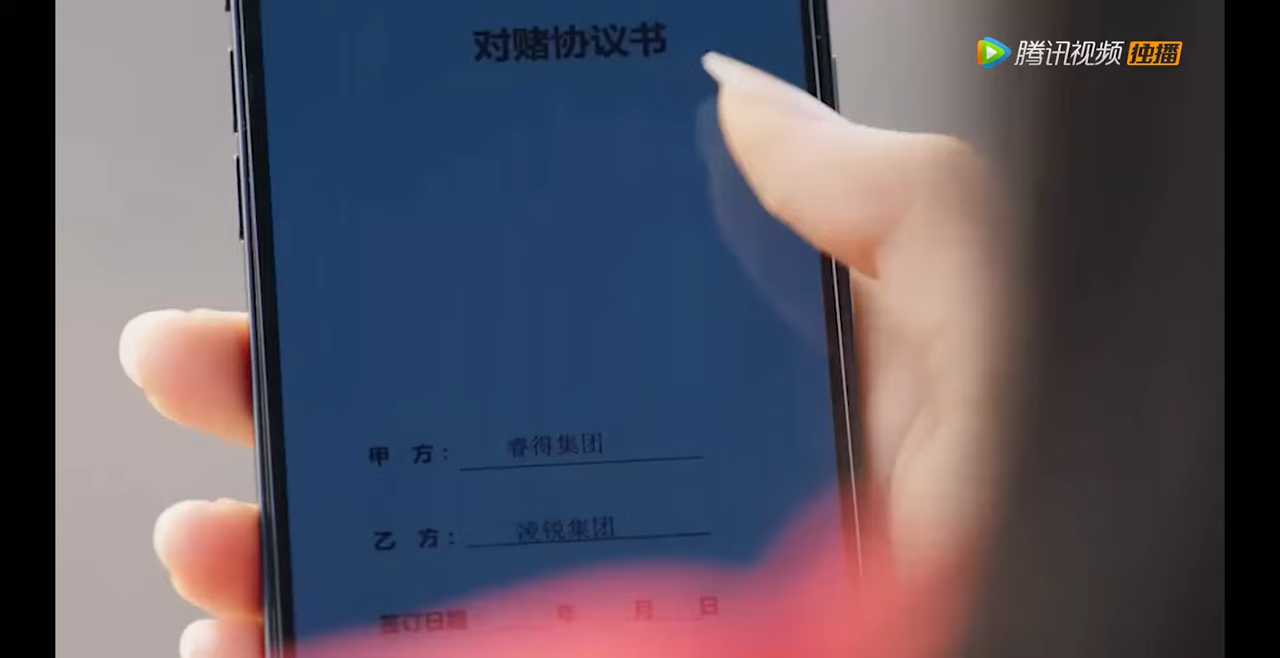 腾讯视频 独播
对赌协议书
甲 方: 睿得集团
乙 方: 凌锐集团
签订日期: 年 月 日